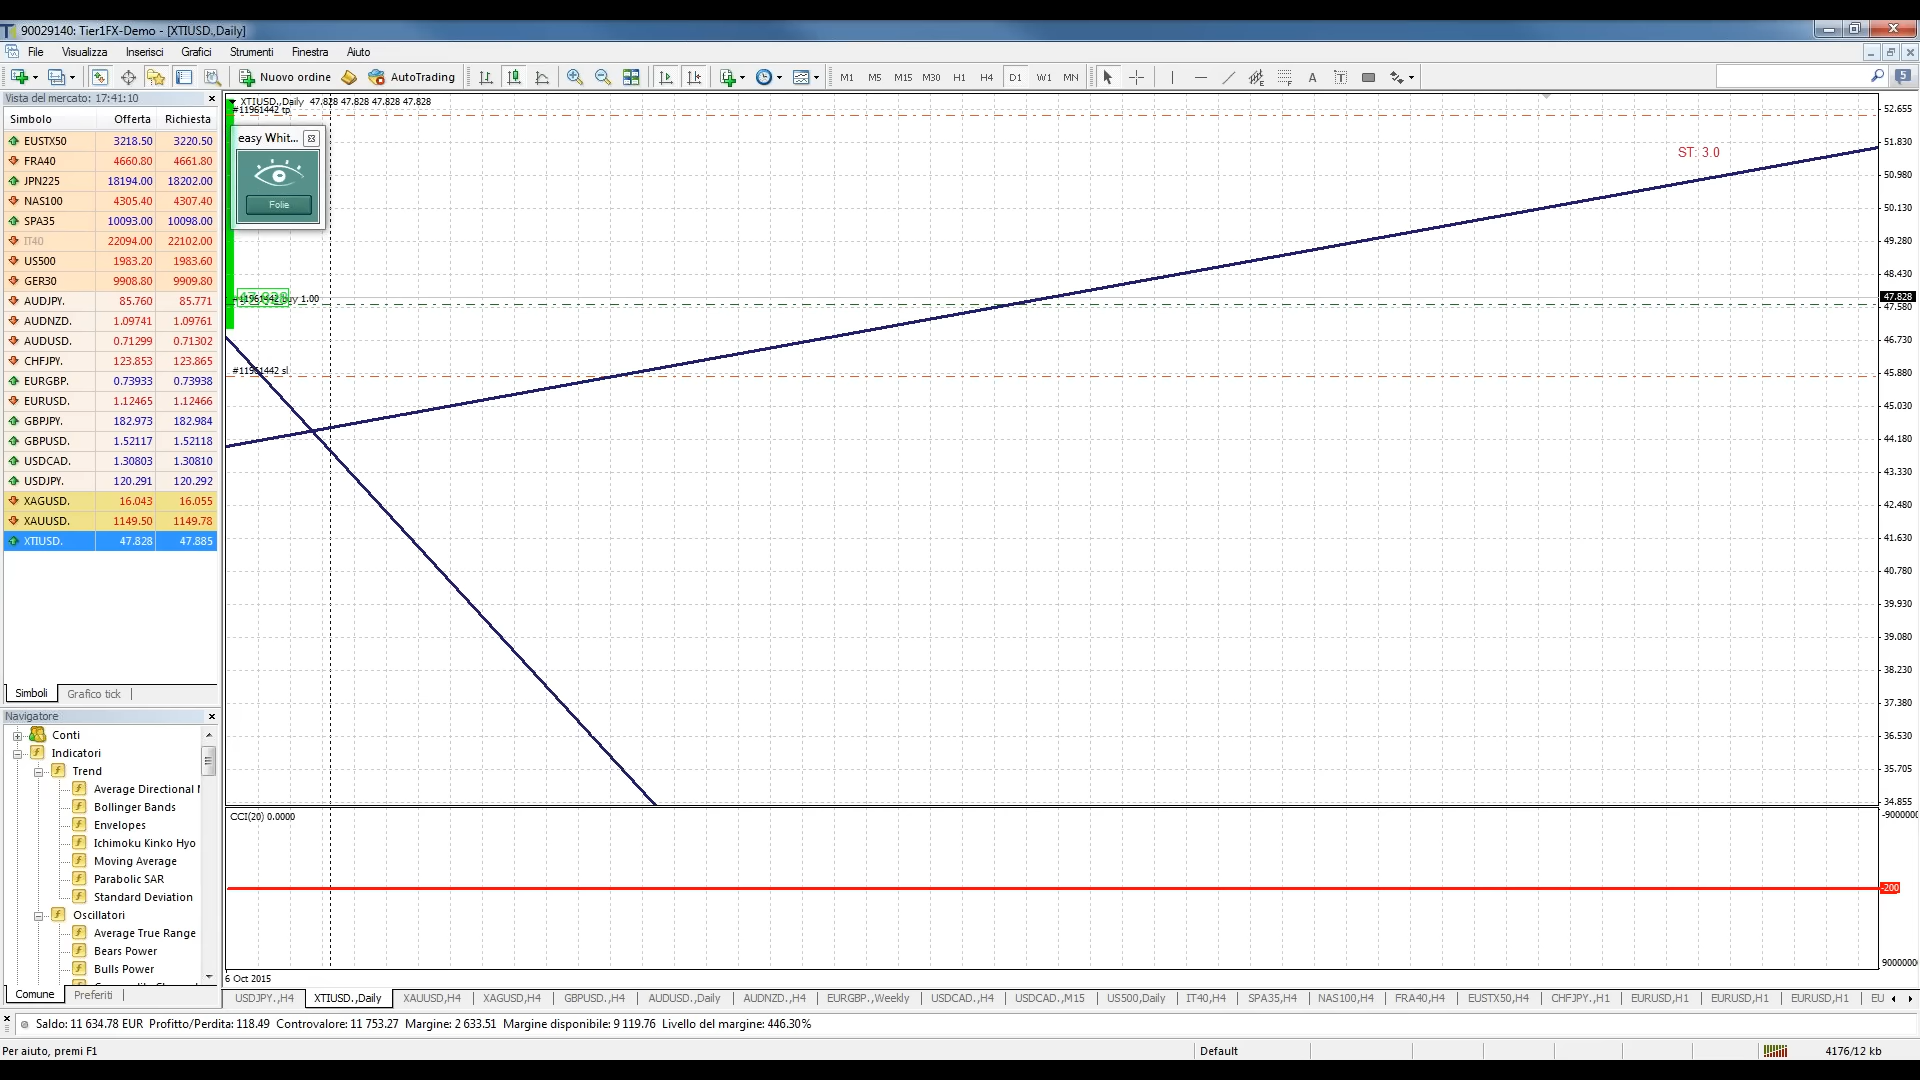 90029140: Tier1FX-Demo - [XTIUSD.,Daily]
File Visualizza Inserisci Grafici Strumenti Finestra Aiuto
Nuovo ordine AutoTrading M1 M5 M15 M30 H1 H4 D1 W1 MN A T 5
Vista del mercato: 17:41:10
Simbolo Offerta Richiesta
EUSTX50 3218.50 3220.50
FRA40 4660.80 4661.80
JPN225 18194.00 18202.00
NAS100 4305.40 4307.40
SPA35 10093.00 10098.00
IT40 22094.00 22102.00
US500 1983.20 1983.60
GER30 9908.80 9909.80
AUDJPY. 85.760 85.771
AUDNZD. 1.09741 1.09761
AUDUSD. 0.71299 0.71302
CHFJPY. 123.853 123.865
EURGBP. 0.73933 0.73938
EURUSD. 1.12465 1.12466
GBPJPY. 182.973 182.984
GBPUSD. 1.52117 1.52118
USDCAD. 1.30803 1.30810
USDJPY. 120.291 120.292
XAGUSD. 16.043 16.055
XAUUSD. 1149.50 1149.78
XTIUSD. 47.828 47.885
Simboli Grafico tick
Navigatore
Conti
Indicatori
Trend
Average Directional
Bollinger Bands
Envelopes
Ichimoku Kinko Hyo
Moving Average
Parabolic SAR
Standard Deviation
Oscillatori
Average True Range
Bears Power
Bulls Power
Comune Preferiti
XTIUSD.,Daily 47.828 47.828 47.828 47.828
#11961442 tp
easy Whit...
Folie
#11961442 buy 1.00
#11961442 sl
ST: 3.0
52.655
51.830
50.980
50.130
49.280
48.430
47.828
47.580
46.730
45.880
45.030
44.180
43.330
42.480
41.630
40.780
39.930
39.080
38.230
37.380
36.530
35.705
34.855
CCI(20) 0.0000
-9000000
-200
9000000
6 Oct 2015
USDJPY.,H4 XTIUSD.,Daily XAUUSD,H4 XAGUSD,H4 GBPUSD.,H4 AUDUSD.,Daily AUDNZD.,H4 EURGBP.,Weekly USDCAD.,H4 USDCAD.,M15 US500,Daily IT40,H4 SPA35,H4 NAS100,H4 FRA40,H4 EUSTX50,H4 CHFJPY.,H1 EURUSD,H1 EURUSD,H1 EURUSD,H1 EU
Saldo: 11 634.78 EUR Profitto/Perdita: 118.49 Controvalore: 11 753.27 Margine: 2 633.51 Margine disponibile: 9 119.76 Livello del margine: 446.30%
Per aiuto, premi F1 Default 4176/12 kb